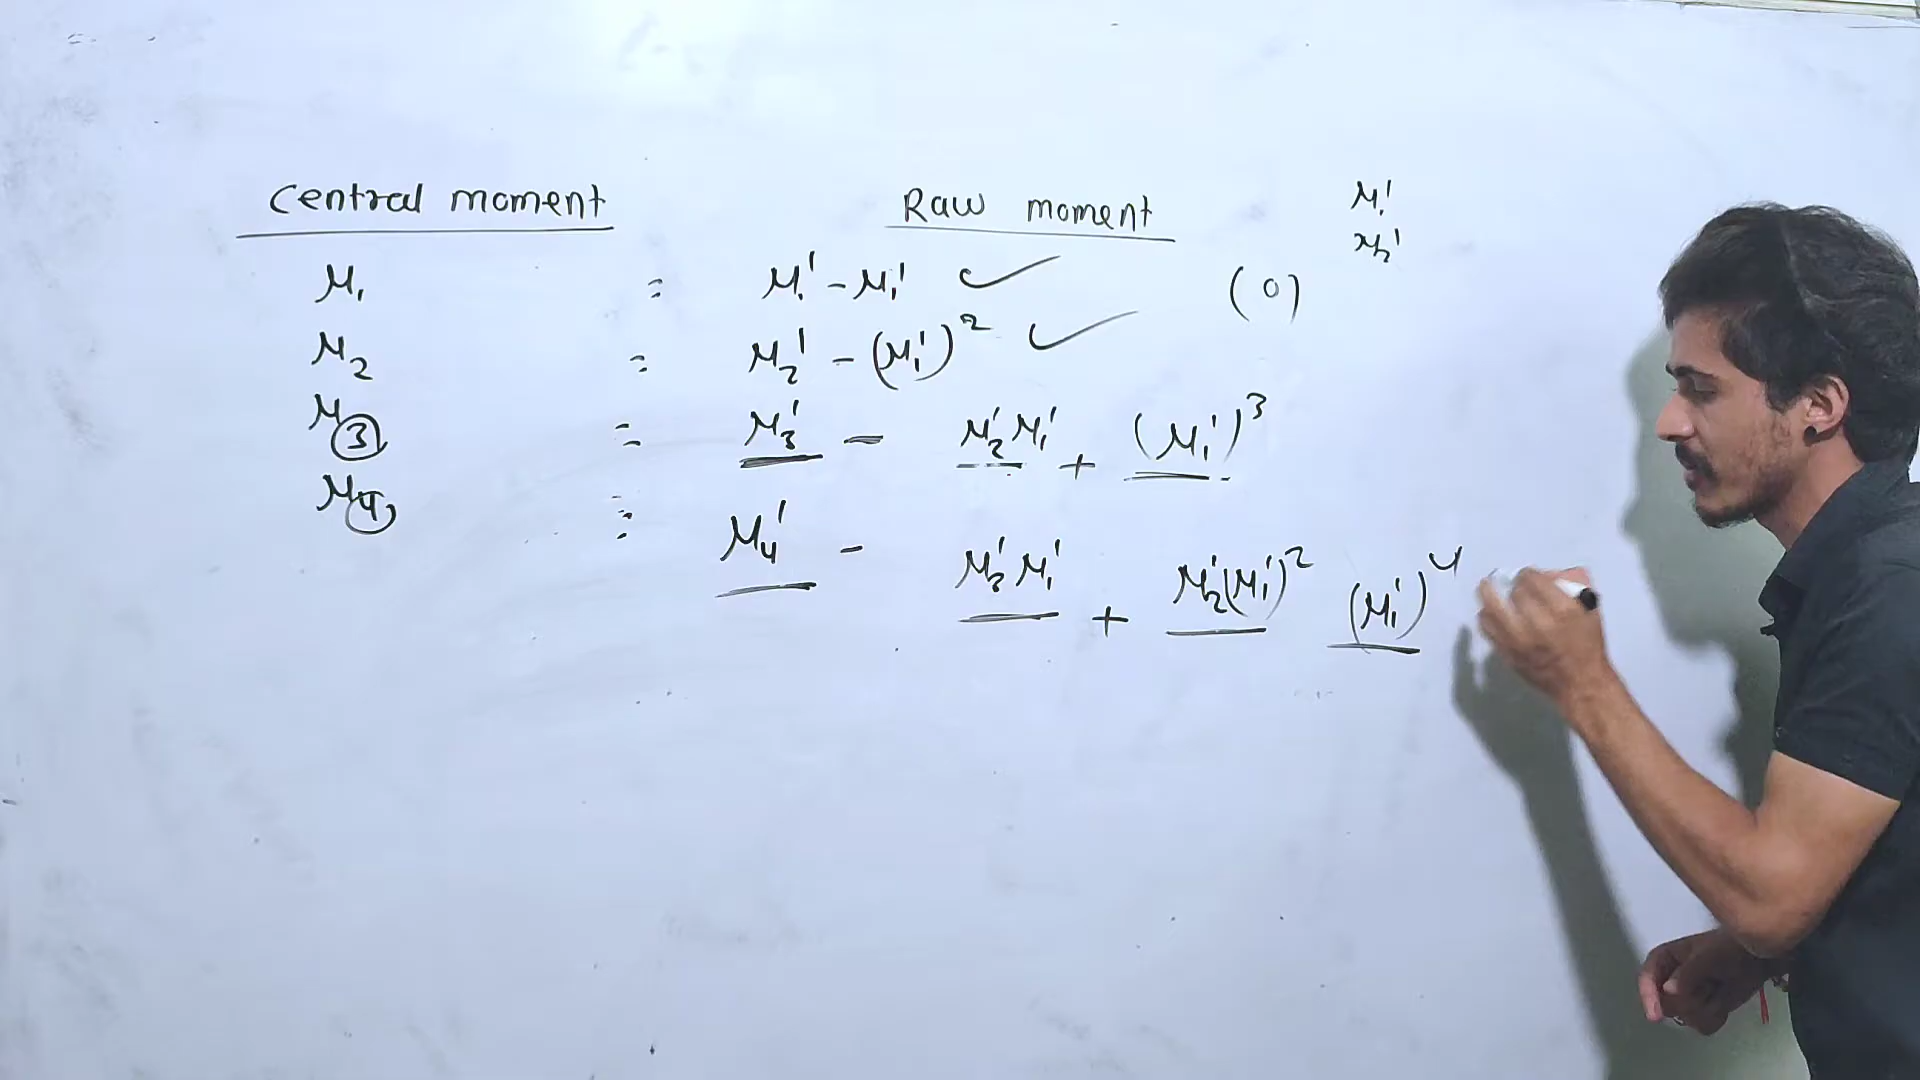 Central moment Raw moment μ₁'
μ₂'
μ₁ = μ₁' - μ₁' ✓ (0)
μ₂ = μ₂' - (μ₁')² ✓
μ₃ = μ₃' - μ₂' μ₁' + (μ₁')³
μ₄ = μ₄' - μ₃' μ₁' + μ₂'(μ₁')² (μ₁')⁴